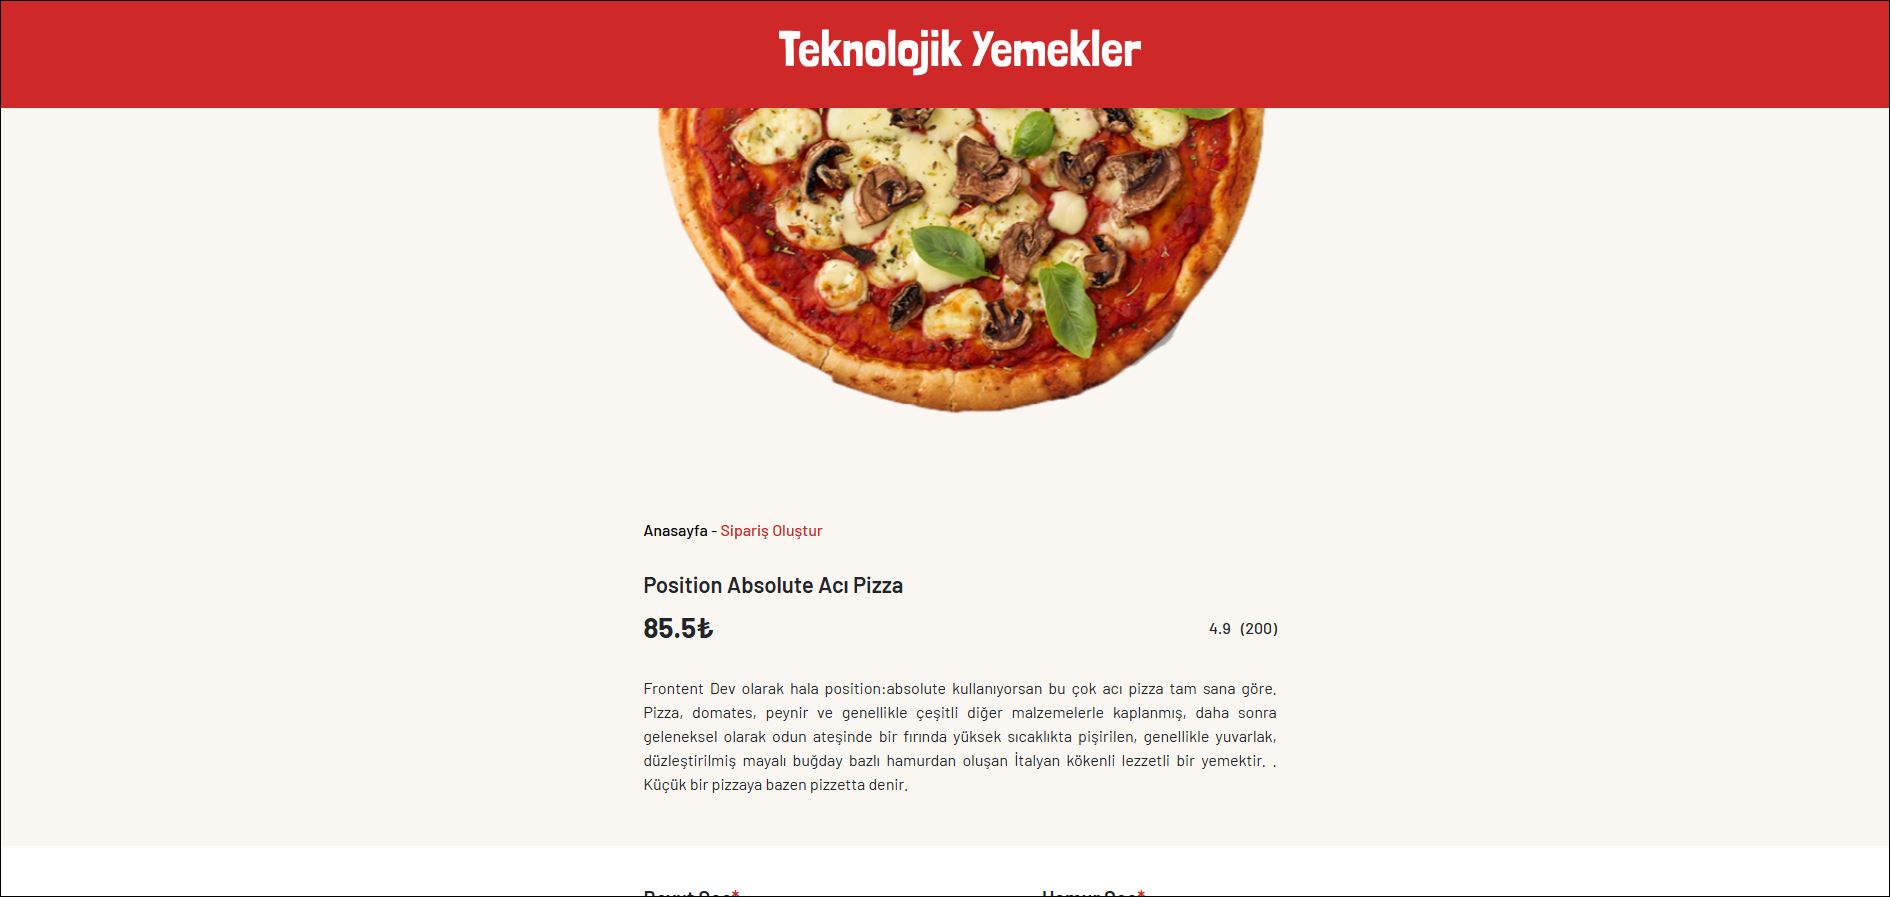 Teknolojik Yemekler
Anasayfa - Sipariş Oluştur
Position Absolute Acı Pizza
85.5₺
4.9 (200)
Frontent Dev olarak hala position:absolute kullanıyorsan bu çok acı pizza tam sana göre.
Pizza, domates, peynir ve genellikle çeşitli diğer malzemelerle kaplanmış, daha sonra
geleneksel olarak odun ateşinde bir fırında yüksek sıcaklıkta pişirilen, genellikle yuvarlak,
düzleştirilmiş mayalı buğday bazlı hamurdan oluşan İtalyan kökenli lezzetli bir yemektir. .
Küçük bir pizzaya bazen pizzetta denir.